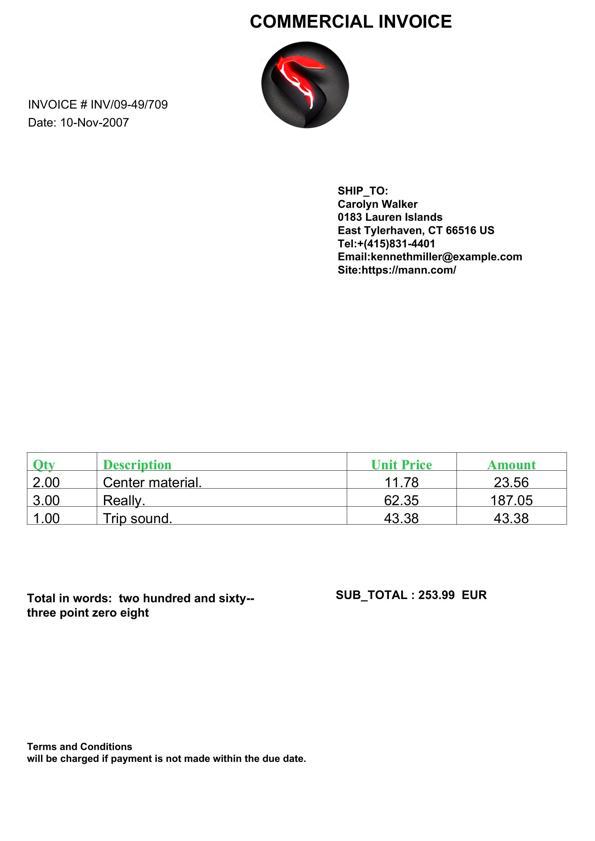 COMMERCIAL INVOICE
INVOICE # INV/09-49/709
Date: 10-Nov-2007
SHIP_TO:
Carolyn Walker
0183 Lauren Islands
East Tylerhaven, CT 66516 US
Tel:+(415)831-4401
Email:kennethmiller@example.com
Site:https://mann.com/
Qty Description Unit Price Amount
2.00 Center material. 11.78 23.56
3.00 Really. 62.35 187.05
1.00 Trip sound. 43.38 43.38
Total in words: two hundred and sixty--
three point zero eight
SUB_TOTAL : 253.99 EUR
Terms and Conditions
will be charged if payment is not made within the due date.